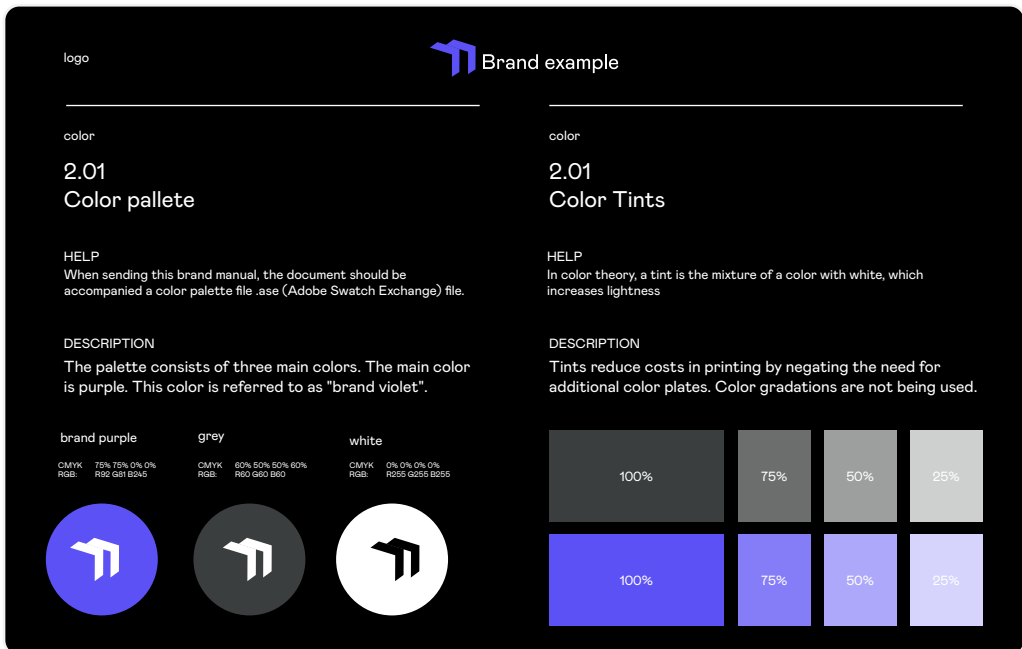 logo
Brand example
color
2.01
Color pallete
HELP
When sending this brand manual, the document should be
accompanied a color palette file .ase (Adobe Swatch Exchange) file.
DESCRIPTION
The palette consists of three main colors. The main color
is purple. This color is referred to as "brand violet".
brand purple
CMYK 75% 75% 0% 0%
RGB: R92 G81 B245
grey
CMYK 60% 50% 50% 60%
RGB: R60 G60 B60
white
CMYK 0% 0% 0% 0%
RGB: R255 G255 B255
color
2.01
Color Tints
HELP
In color theory, a tint is the mixture of a color with white, which
increases lightness
DESCRIPTION
Tints reduce costs in printing by negating the need for
additional color plates. Color gradations are not being used.
100% 75% 50% 25%
100% 75% 50% 25%